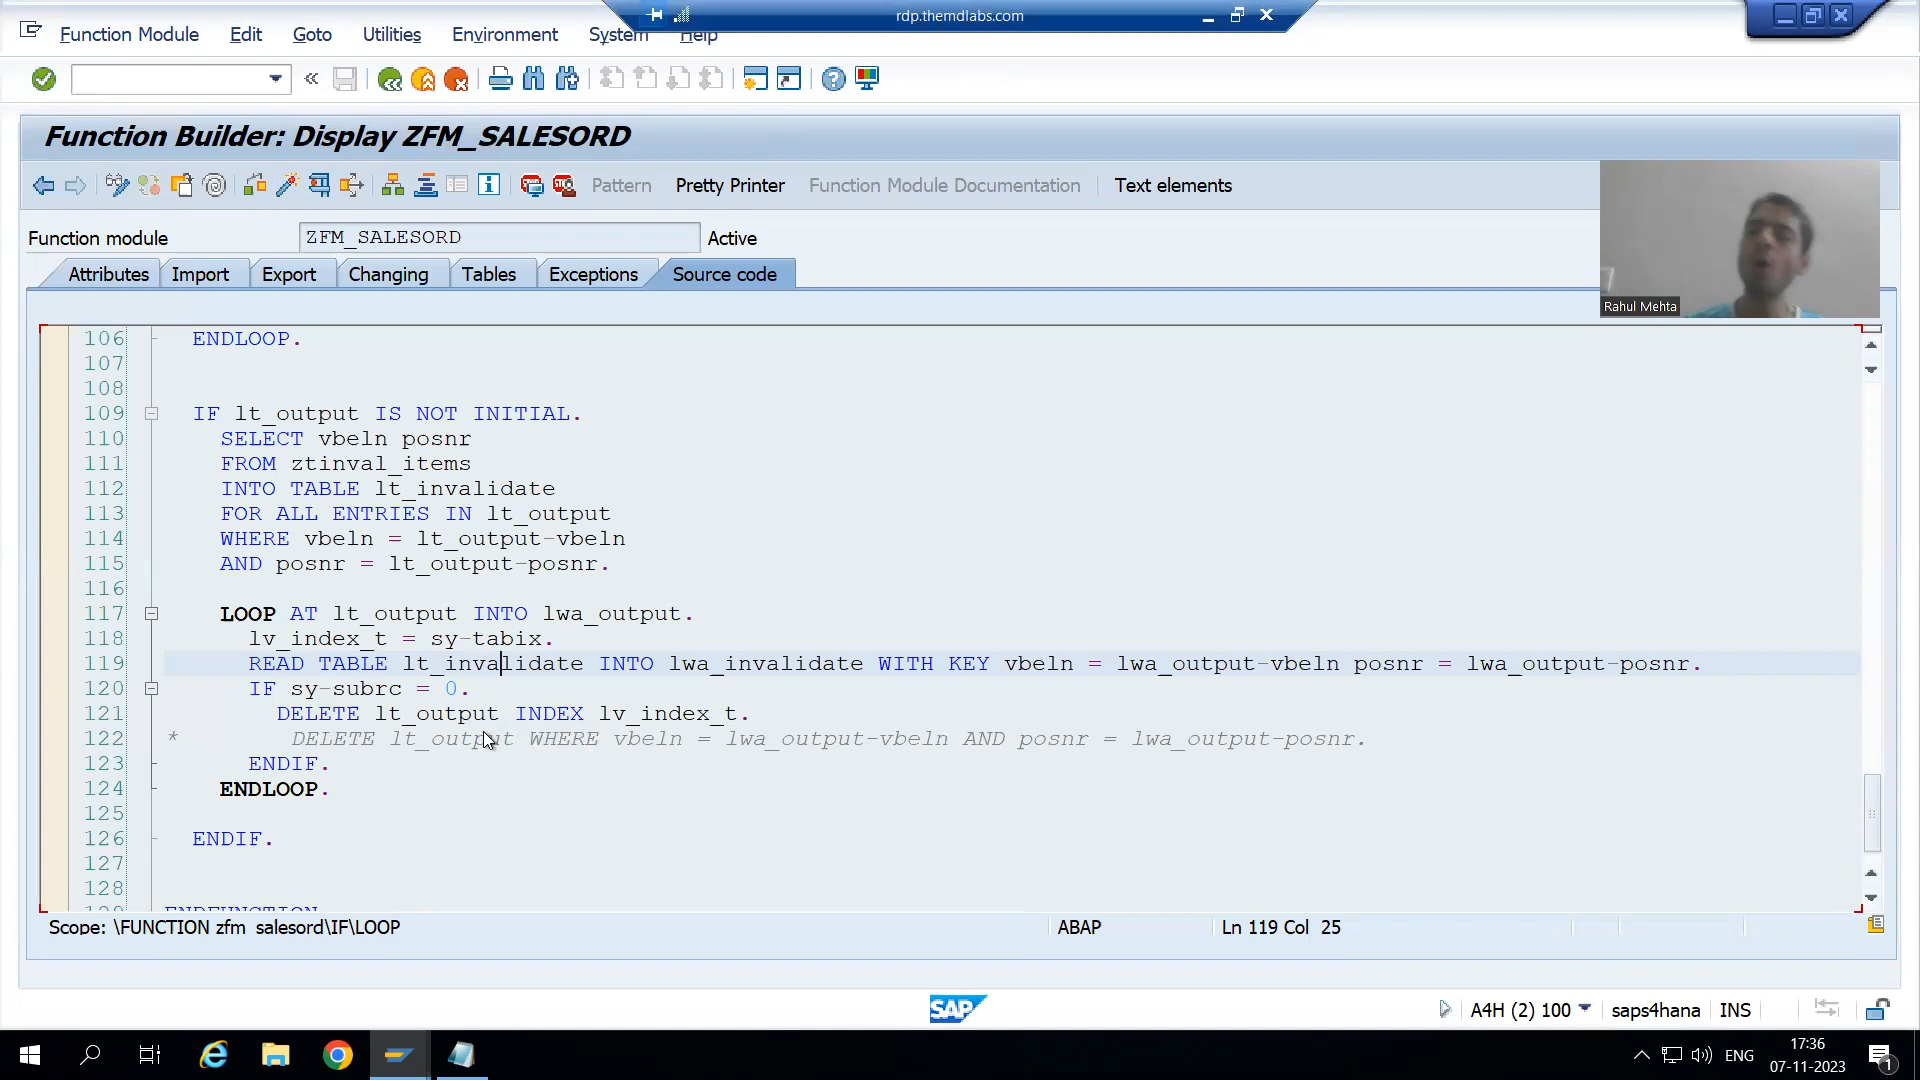 rdp.themdlabs.com
Function Module Edit Goto Utilities Environment System Help
Function Builder: Display ZFM_SALESORD
Pattern Pretty Printer Function Module Documentation Text elements
Function module ZFM_SALESORD Active
Attributes Import Export Changing Tables Exceptions Source code
Rahul Mehta
106 ENDLOOP.
107
108
109 IF lt_output IS NOT INITIAL.
110 SELECT vbeln posnr
111 FROM ztinval_items
112 INTO TABLE lt_invalidate
113 FOR ALL ENTRIES IN lt_output
114 WHERE vbeln = lt_output-vbeln
115 AND posnr = lt_output-posnr.
116
117 LOOP AT lt_output INTO lwa_output.
118 lv_index_t = sy-tabix.
119 READ TABLE lt_invalidate INTO lwa_invalidate WITH KEY vbeln = lwa_output-vbeln posnr = lwa_output-posnr.
120 IF sy-subrc = 0.
121 DELETE lt_output INDEX lv_index_t.
122 * DELETE lt_output WHERE vbeln = lwa_output-vbeln AND posnr = lwa_output-posnr.
123 ENDIF.
124 ENDLOOP.
125
126 ENDIF.
127
128
129 ENDFUNCTION
Scope: \FUNCTION zfm_salesord\IF\LOOP ABAP Ln 119 Col 25
SAP A4H (2) 100 saps4hana INS
ENG 17:36
07-11-2023 1